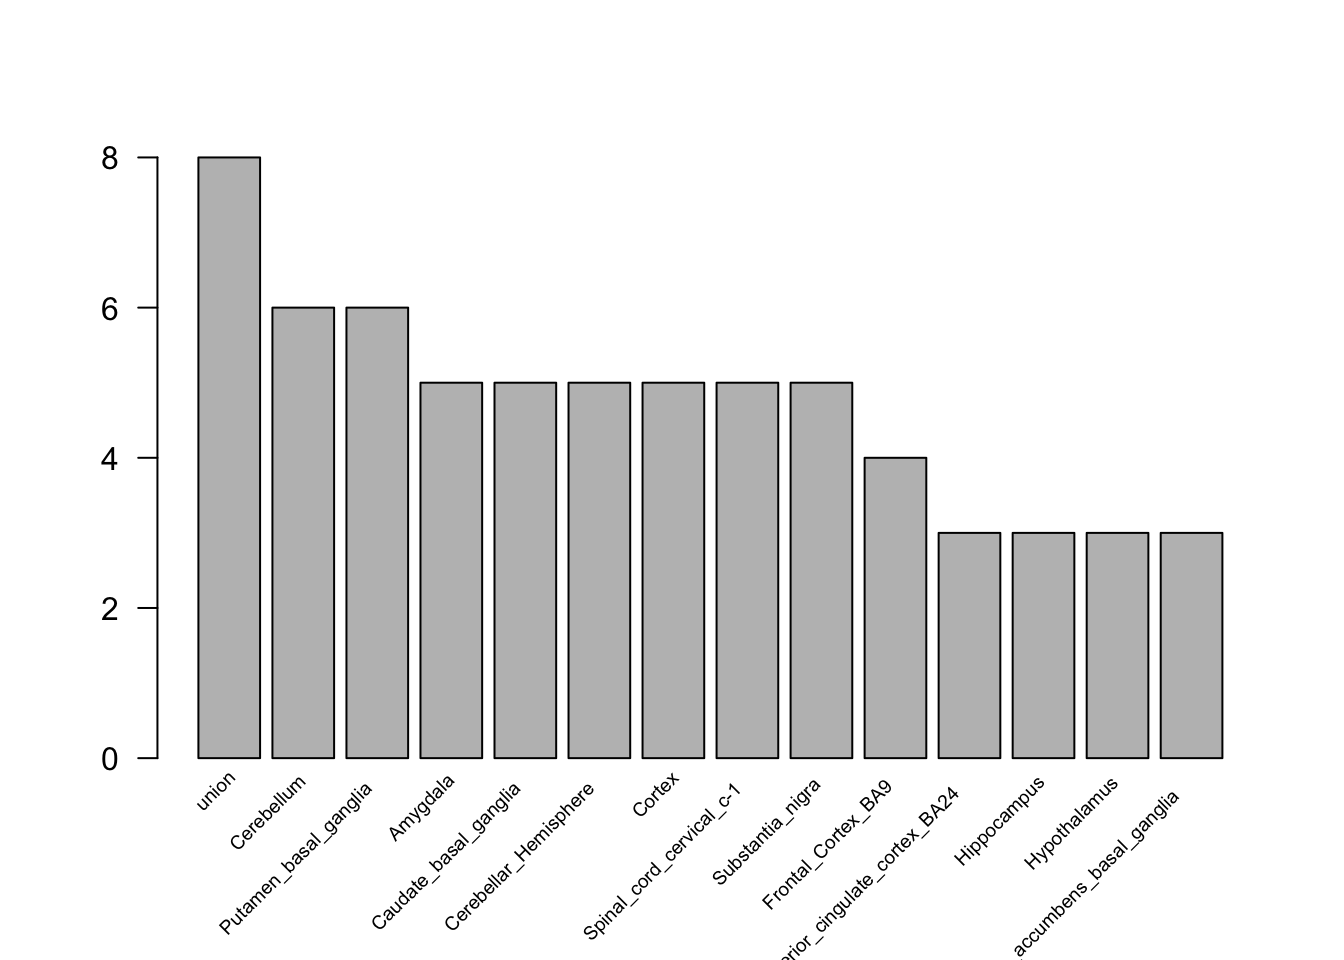 8
6
4
2
0
union
Cerebellum
Putamen_basal_ganglia
Amygdala
Caudate_basal_ganglia
Cerebellar_Hemisphere
Cortex
Spinal_cord_cervical_c-1
Substantia_nigra
Frontal_Cortex_BA9
erior_cingulate_cortex_BA24
Hippocampus
Hypothalamus
accumbens_basal_ganglia